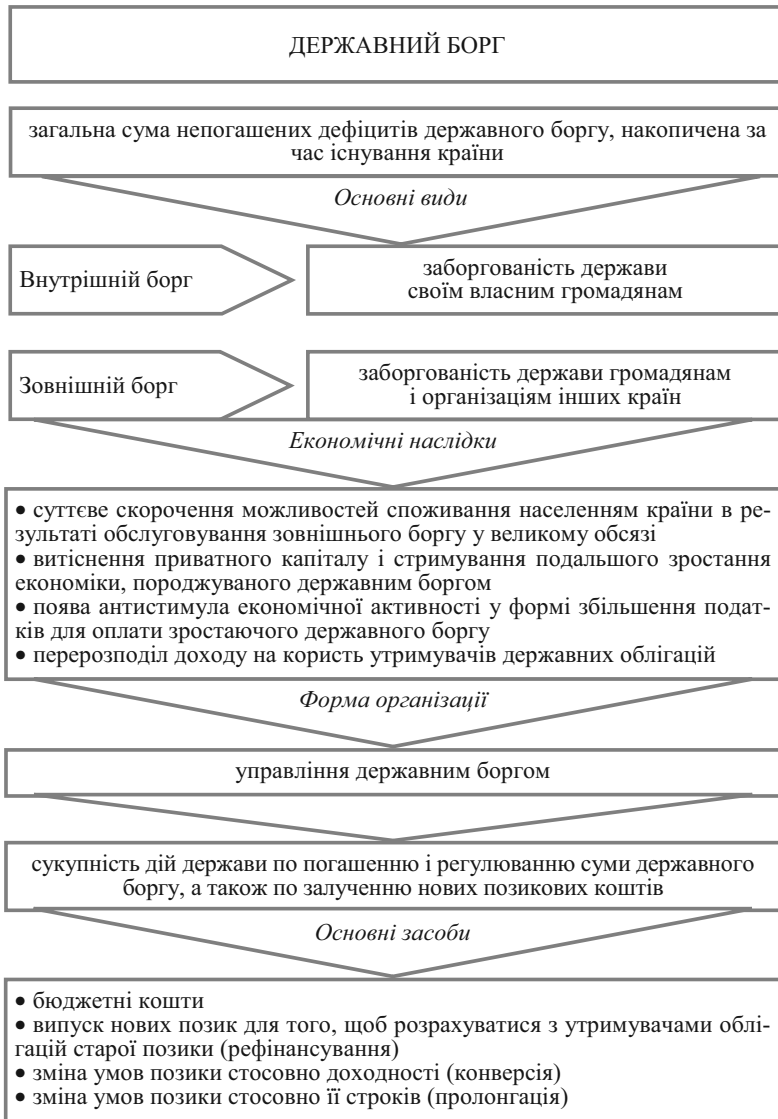 ДЕРЖАВНИЙ БОРГ
загальна сума непогашених дефіцитів державного боргу, накопичена за
час існування країни
Основні види
Внутрішній борг
заборгованість держави
своїм власним громадянам
Зовнішній борг
заборгованість держави громадянам
і організаціям інших країн
Економічні наслідки
• суттєве скорочення можливостей споживання населенням країни в ре-
зультаті обслуговування зовнішнього боргу у великому обсязі
• витіснення приватного капіталу і стримування подальшого зростання
економіки, породжуваного державним боргом
• поява антистимула економічної активності у формі збільшення подат-
ків для оплати зростаючого державного боргу
• перерозподіл доходу на користь утримувачів державних облігацій
Форма організації
управління державним боргом
сукупність дій держави по погашенню і регулюванню суми державного
боргу, а також по залученню нових позикових коштів
Основні засоби
• бюджетні кошти
• випуск нових позик для того, щоб розрахуватися з утримувачами облі-
гацій старої позики (рефінансування)
• зміна умов позики стосовно доходності (конверсія)
• зміна умов позики стосовно її строків (пролонгація)